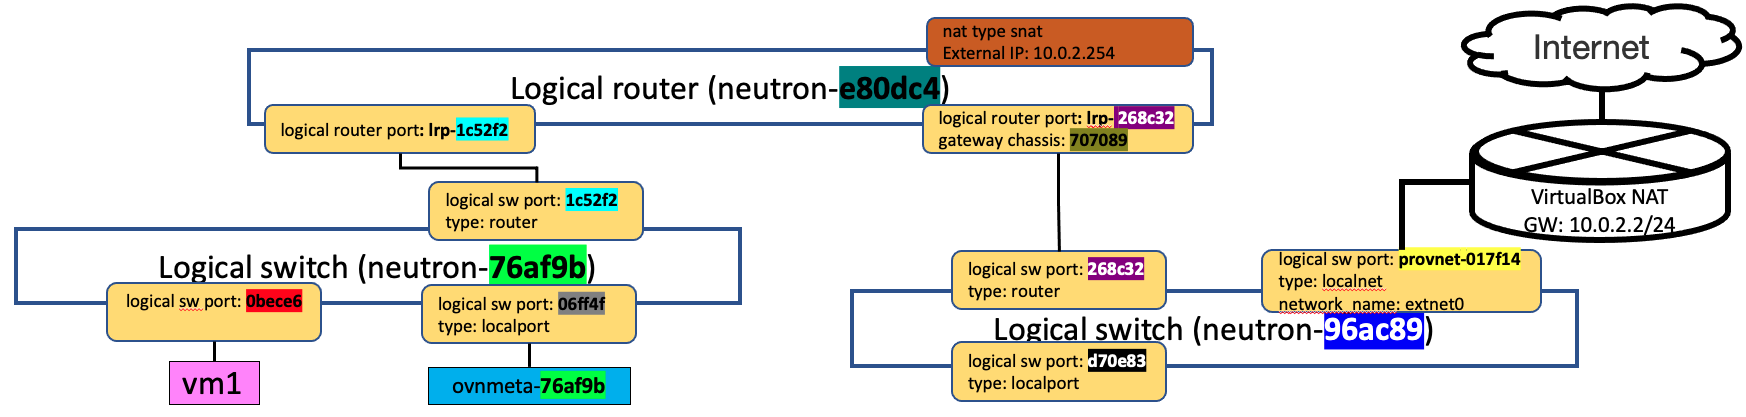 nat type snat
External IP: 10.0.2.254
Internet
Logical router (neutron-e80dc4)
logical router port: lrp-1c52f2
logical router port: lrp- 268c32
gateway chassis: 707089
VirtualBox NAT
GW: 10.0.2.2/24
logical sw port: 1c52f2
type: router
Logical switch (neutron-76af9b)
logical sw port: 0bece6
logical sw port: 06ff4f
type: localport
vm1
ovnmeta-76af9b
logical sw port: 268c32
type: router
logical sw port: provnet-017f14
type: localnet
network_name: extnet0
Logical switch (neutron-96ac89)
logical sw port: d70e83
type: localport